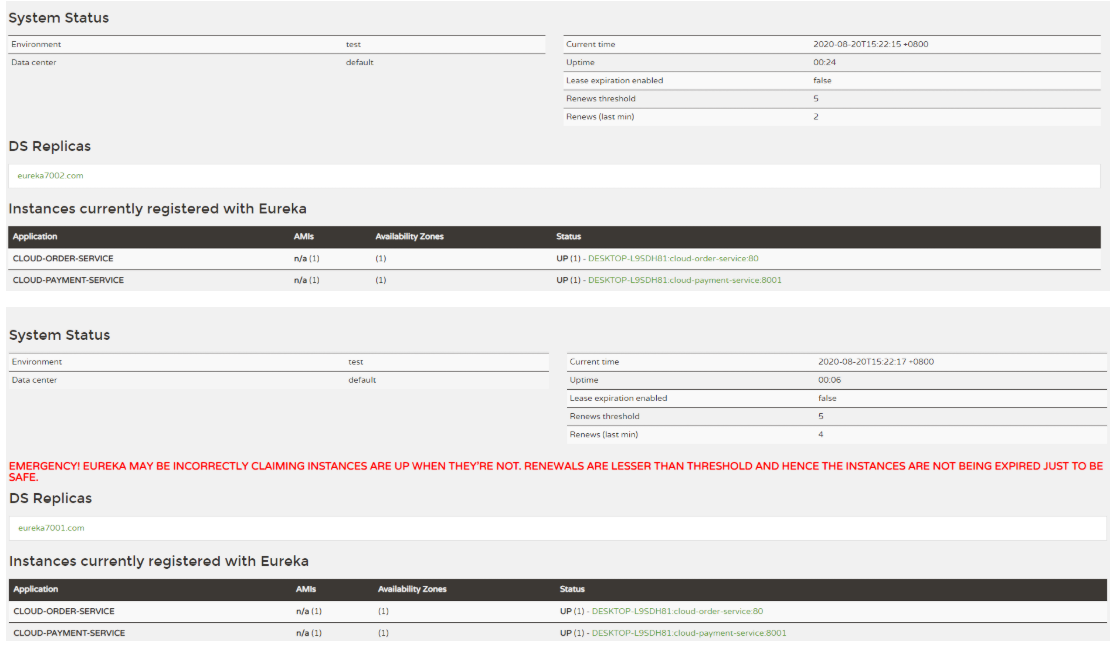 System Status
Environment test Current time 2020-08-20T15:22:15 +0800
Data center default Uptime 00:24
Lease expiration enabled false
Renews threshold 5
Renews (last min) 2
DS Replicas
eureka7002.com
Instances currently registered with Eureka
Application AMIs Availability Zones Status
CLOUD-ORDER-SERVICE n/a (1) (1) UP (1) - DESKTOP-L9SDH81:cloud-order-service:80
CLOUD-PAYMENT-SERVICE n/a (1) (1) UP (1) - DESKTOP-L9SDH81:cloud-payment-service:8001
System Status
Environment test Current time 2020-08-20T15:22:17 +0800
Data center default Uptime 00:06
Lease expiration enabled false
Renews threshold 5
Renews (last min) 4
EMERGENCY! EUREKA MAY BE INCORRECTLY CLAIMING INSTANCES ARE UP WHEN THEY'RE NOT. RENEWALS ARE LESSER THAN THRESHOLD AND HENCE THE INSTANCES ARE NOT BEING EXPIRED JUST TO BE
SAFE.
DS Replicas
eureka7001.com
Instances currently registered with Eureka
Application AMIs Availability Zones Status
CLOUD-ORDER-SERVICE n/a (1) (1) UP (1) - DESKTOP-L9SDH81:cloud-order-service:80
CLOUD-PAYMENT-SERVICE n/a (1) (1) UP (1) - DESKTOP-L9SDH81:cloud-payment-service:8001